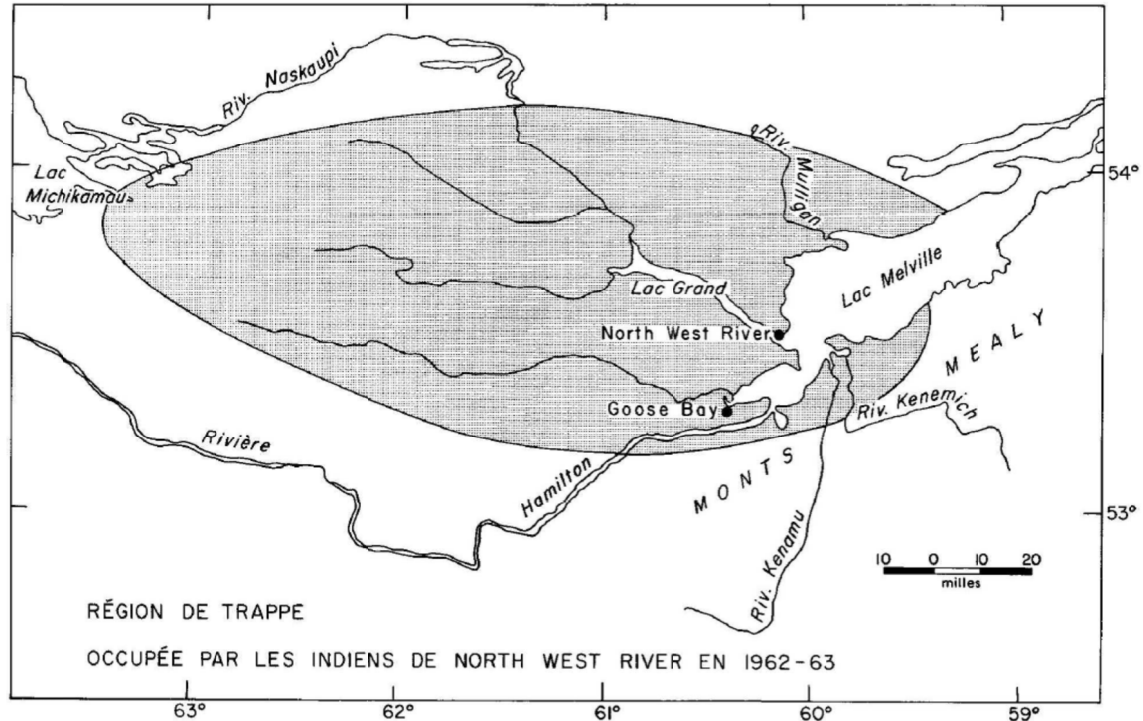 Riv. Naskaupi
Riv. Mulligan
54°
Lac
Michikamau
Lac Melville
Lac Grand
North West River
MONTS MEALY
Goose Bay
Riv. Kenemich
Rivière Hamilton
53°
Riv. Kenamu
10 0 10 20
milles
RÉGION DE TRAPPE
OCCUPÉE PAR LES INDIENS DE NORTH WEST RIVER EN 1962-63
63° 62° 61° 60° 59°